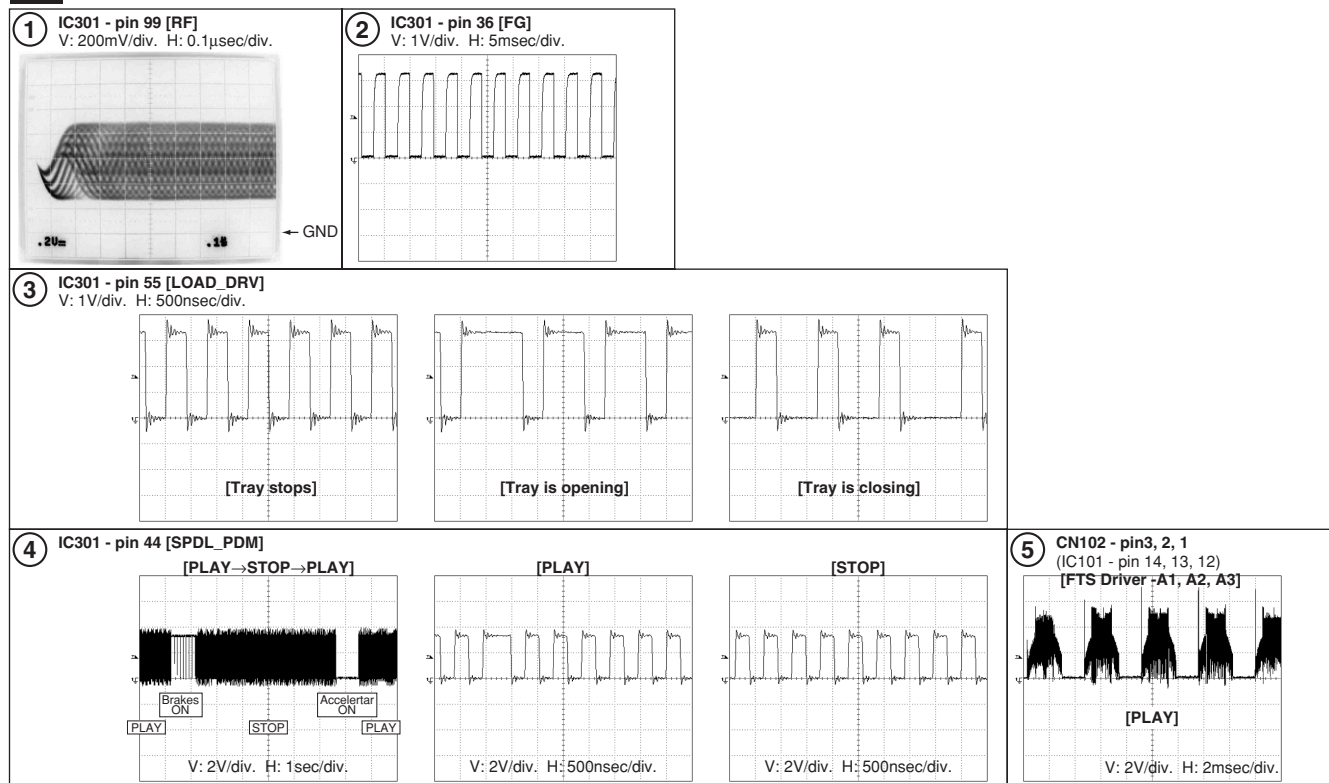 1 IC301 - pin 99 [RF]
V: 200mV/div. H: 0.1µsec/div.
← GND
.2V=
2 IC301 - pin 36 [FG]
V: 1V/div. H: 5msec/div.
3 IC301 - pin 55 [LOAD_DRV]
V: 1V/div. H: 500nsec/div.
[Tray stops]
[Tray is opening]
[Tray is closing]
4 IC301 - pin 44 [SPDL_PDM]
[PLAY→STOP→PLAY]
Brakes
ON
Accelertar
ON
PLAY
STOP
PLAY
V: 2V/div. H: 1sec/div.
[PLAY]
V: 2V/div. H: 500nsec/div.
[STOP]
V: 2V/div. H: 500nsec/div.
5 CN102 - pin3, 2, 1
(IC101 - pin 14, 13, 12)
[FTS Driver -A1, A2, A3]
[PLAY]
V: 2V/div. H: 2msec/div.